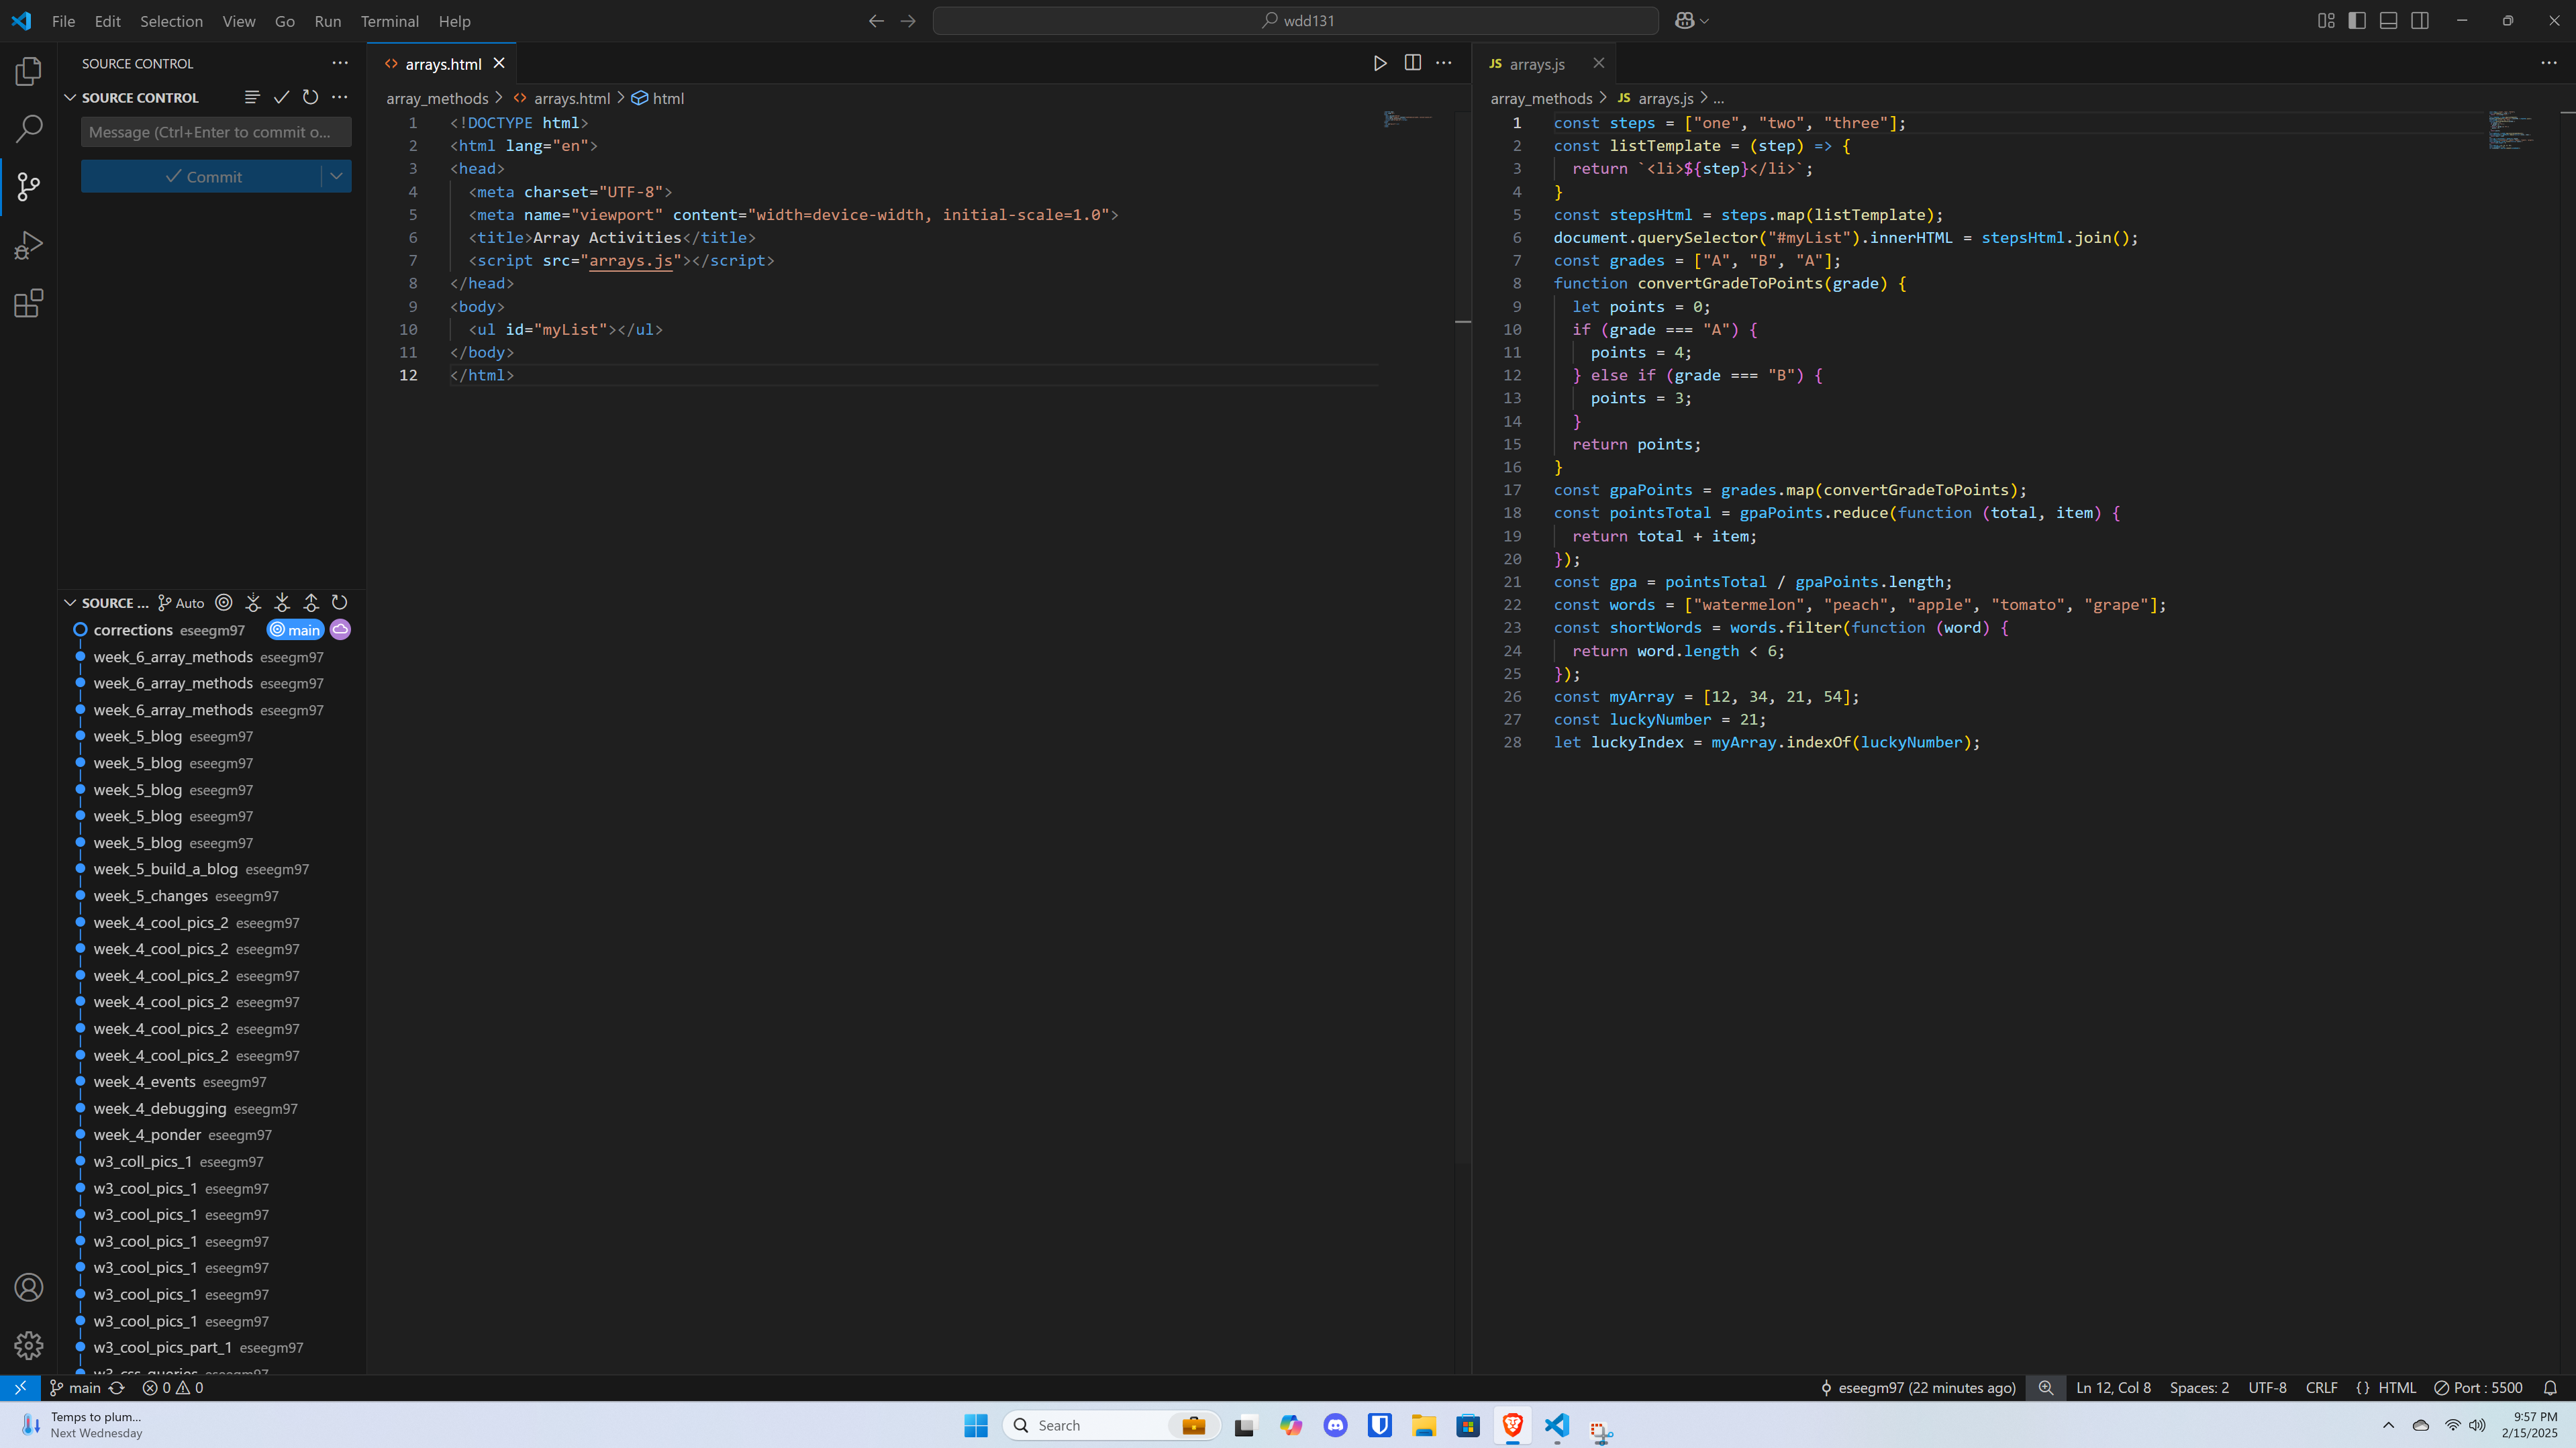 File Edit Selection View Go Run Terminal Help
wdd131
SOURCE CONTROL
SOURCE CONTROL
Message (Ctrl+Enter to commit o...
Commit
SOURCE ... Auto
corrections eseegm97 main
week_6_array_methods eseegm97
week_6_array_methods eseegm97
week_6_array_methods eseegm97
week_5_blog eseegm97
week_5_blog eseegm97
week_5_blog eseegm97
week_5_blog eseegm97
week_5_blog eseegm97
week_5_build_a_blog eseegm97
week_5_changes eseegm97
week_4_cool_pics_2 eseegm97
week_4_cool_pics_2 eseegm97
week_4_cool_pics_2 eseegm97
week_4_cool_pics_2 eseegm97
week_4_cool_pics_2 eseegm97
week_4_cool_pics_2 eseegm97
week_4_events eseegm97
week_4_debugging eseegm97
week_4_ponder eseegm97
w3_coll_pics_1 eseegm97
w3_cool_pics_1 eseegm97
w3_cool_pics_1 eseegm97
w3_cool_pics_1 eseegm97
w3_cool_pics_1 eseegm97
w3_cool_pics_1 eseegm97
w3_cool_pics_1 eseegm97
w3_cool_pics_part_1 eseegm97
w3_css_queries eseegm97
arrays.html
array_methods > arrays.html > html
1 <!DOCTYPE html>
2 <html lang="en">
3 <head>
4   <meta charset="UTF-8">
5   <meta name="viewport" content="width=device-width, initial-scale=1.0">
6   <title>Array Activities</title>
7   <script src="arrays.js"></script>
8 </head>
9 <body>
10   <ul id="myList"></ul>
11 </body>
12 </html>
JS arrays.js
array_methods > JS arrays.js > ...
1 const steps = ["one", "two", "three"];
2 const listTemplate = (step) => {
3   return `<li>${step}</li>`;
4 }
5 const stepsHtml = steps.map(listTemplate);
6 document.querySelector("#myList").innerHTML = stepsHtml.join();
7 const grades = ["A", "B", "A"];
8 function convertGradeToPoints(grade) {
9   let points = 0;
10   if (grade === "A") {
11     points = 4;
12   } else if (grade === "B") {
13     points = 3;
14   }
15   return points;
16 }
17 const gpaPoints = grades.map(convertGradeToPoints);
18 const pointsTotal = gpaPoints.reduce(function (total, item) {
19   return total + item;
20 });
21 const gpa = pointsTotal / gpaPoints.length;
22 const words = ["watermelon", "peach", "apple", "tomato", "grape"];
23 const shortWords = words.filter(function (word) {
24   return word.length < 6;
25 });
26 const myArray = [12, 34, 21, 54];
27 const luckyNumber = 21;
28 let luckyIndex = myArray.indexOf(luckyNumber);
main 0 0 eseegm97 (22 minutes ago) Ln 12, Col 8 Spaces: 2 UTF-8 CRLF {} HTML Port : 5500
Temps to plum...
Next Wednesday
Search
9:57 PM
2/15/2025